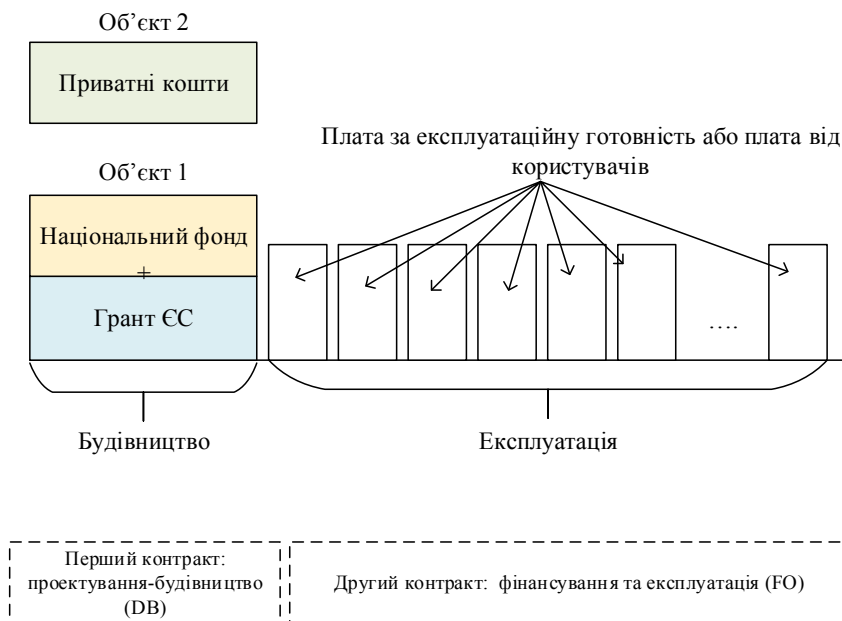 Об’єкт 2
Приватні кошти
Плата за експлуатаційну готовність або плата від
користувачів
Об’єкт 1
Національний фонд
+
Грант ЄС
….
Будівництво
Експлуатація
Перший контракт:
проектування-будівництво
(DB)
Другий контракт: фінансування та експлуатація (FO)